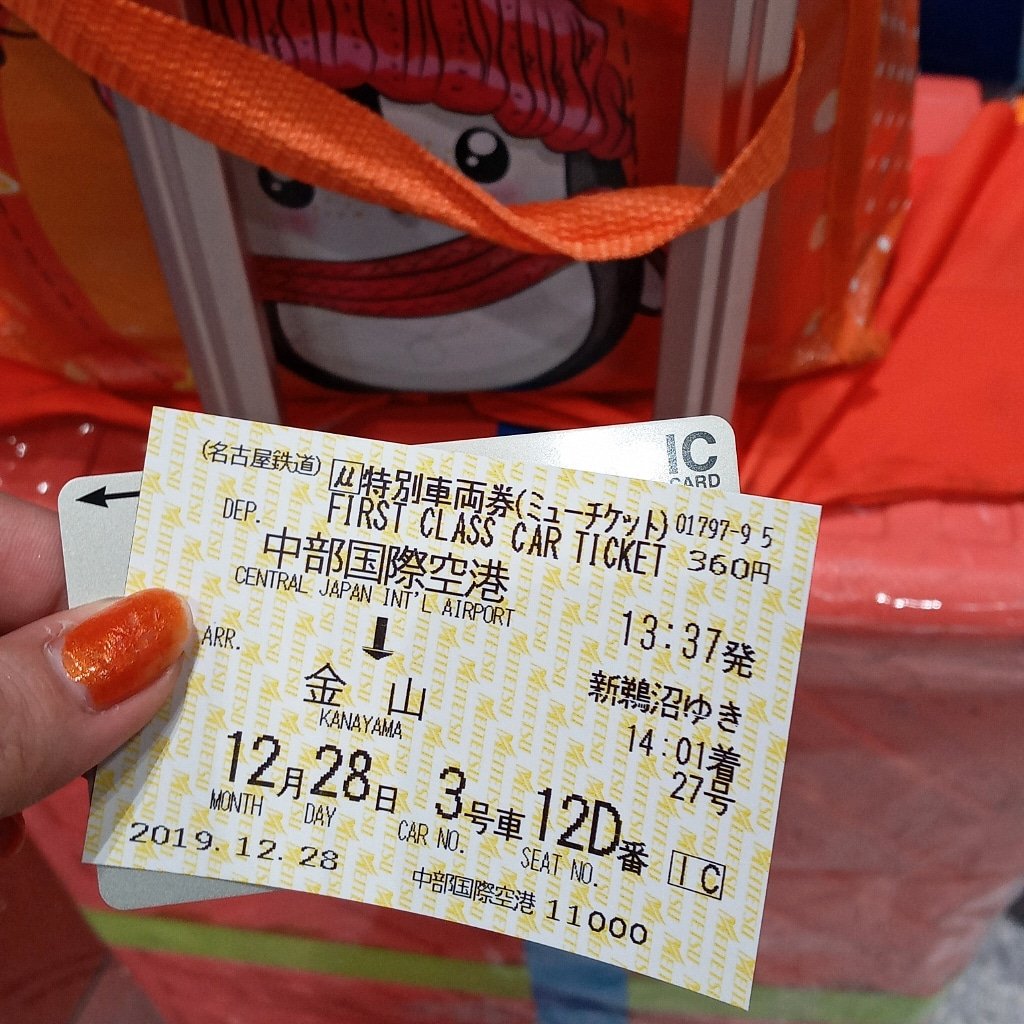 IC
CARD
(名古屋鉄道) μ特別車両券(ミューチケット) 01797-9 5
FIRST CLASS CAR TICKET 360円
DEP.
中部国際空港
CENTRAL JAPAN INT'L AIRPORT
13:37発
ARR.
金 山
KANAYAMA
新鵜沼ゆき
14:01着
27号
12月28日 3号車 12D番
MONTH DAY CAR NO. SEAT NO.
IC
2019.12.28
中部国際空港 11000